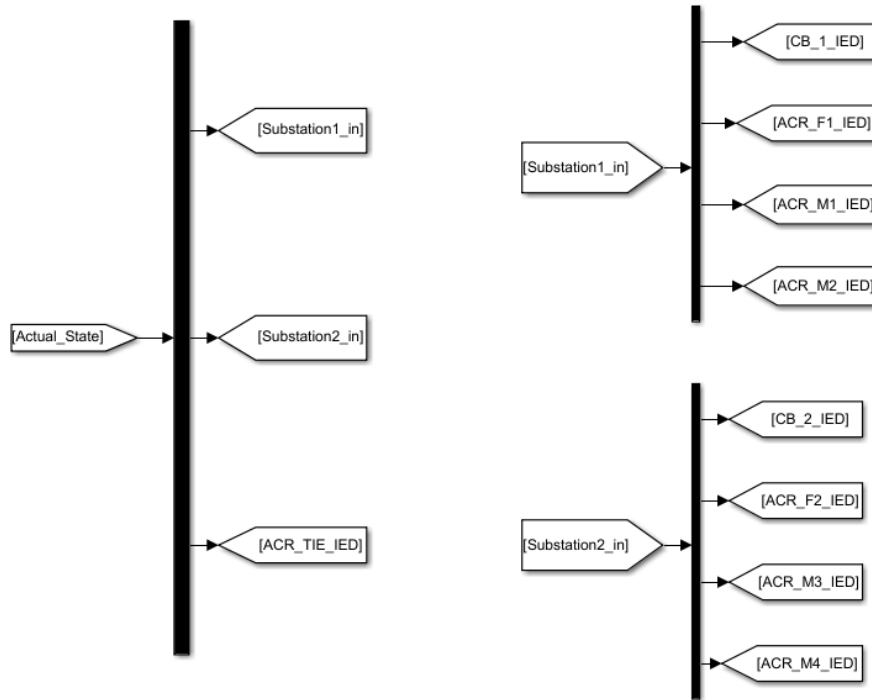 [Actual_State]
[Substation1_in]
[Substation2_in]
[ACR_TIE_IED]
[Substation1_in]
[CB_1_IED]
[ACR_F1_IED]
[ACR_M1_IED]
[ACR_M2_IED]
[Substation2_in]
[CB_2_IED]
[ACR_F2_IED]
[ACR_M3_IED]
[ACR_M4_IED]